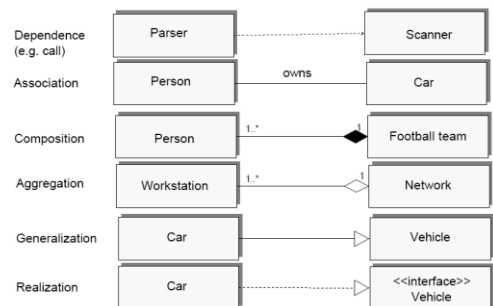 Dependence
(e.g. call)
Parser
Scanner
Association
Person
owns
Car
Composition
Person
1..*
1
Football team
Aggregation
Workstation
1..*
1
Network
Generalization
Car
Vehicle
Realization
Car
<<interface>>
Vehicle